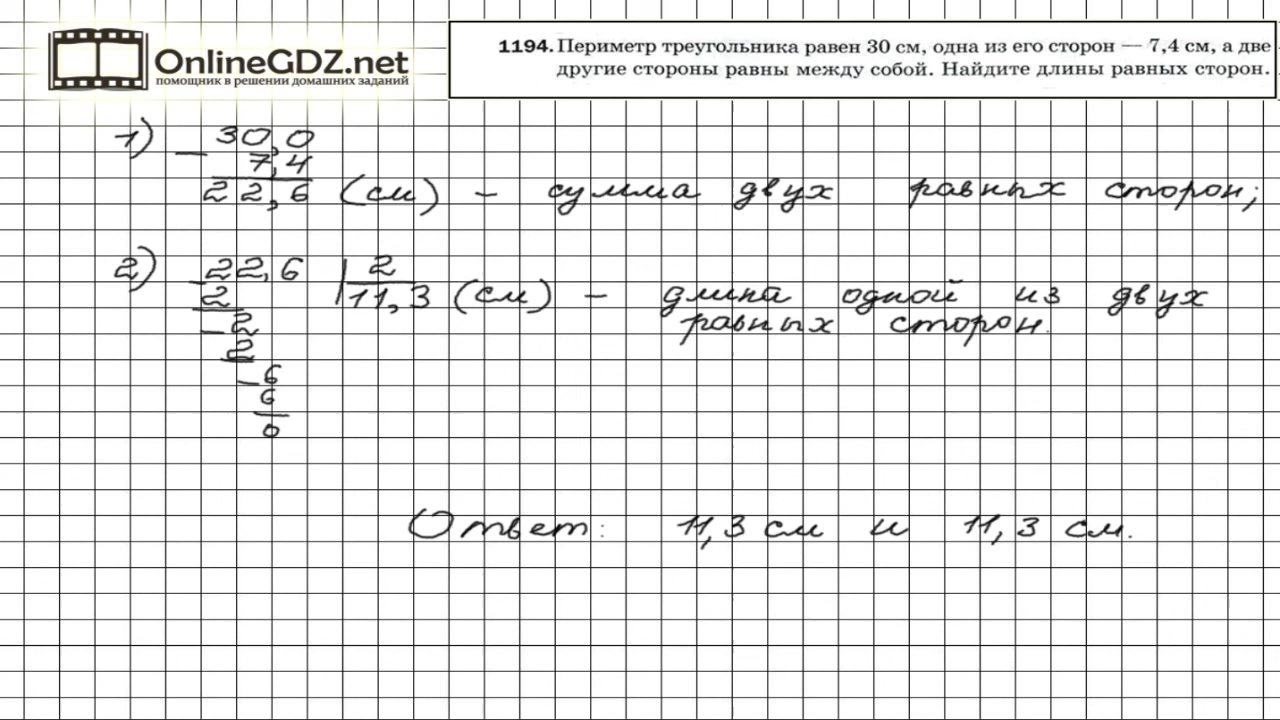 OnlineGDZ.net
помощник в решении домашних заданий
1194. Периметр треугольника равен 30 см, одна из его сторон — 7,4 см, а две
другие стороны равны между собой. Найдите длины равных сторон.
1) 30,0
− 7,4
22,6 (см) – сумма двух равных сторон;
2) −22,6 | 2
2 11,3 (см) – длина одной из двух
−2 равных сторон.
2
−6
6
0
Ответ: 11,3 см и 11,3 см.